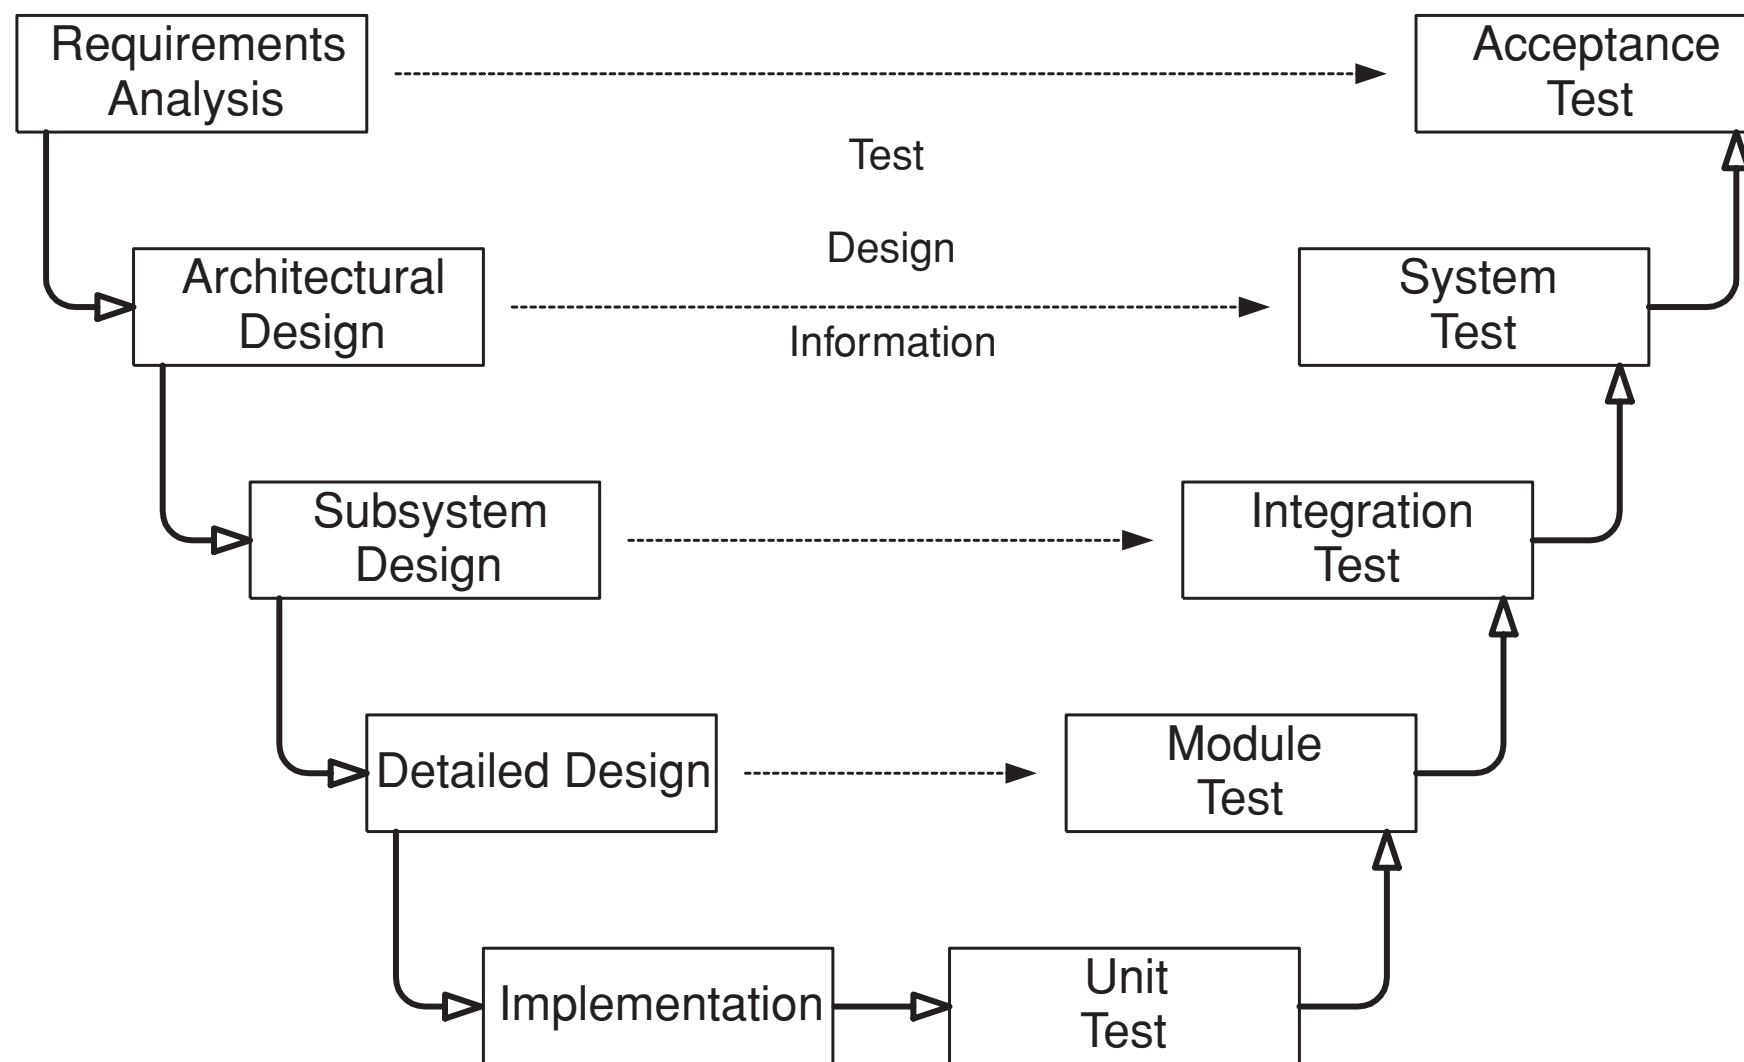 Requirements
Analysis
Acceptance
Test
Test
Design
Information
Architectural
Design
System
Test
Subsystem
Design
Integration
Test
Detailed Design
Module
Test
Implementation
Unit
Test